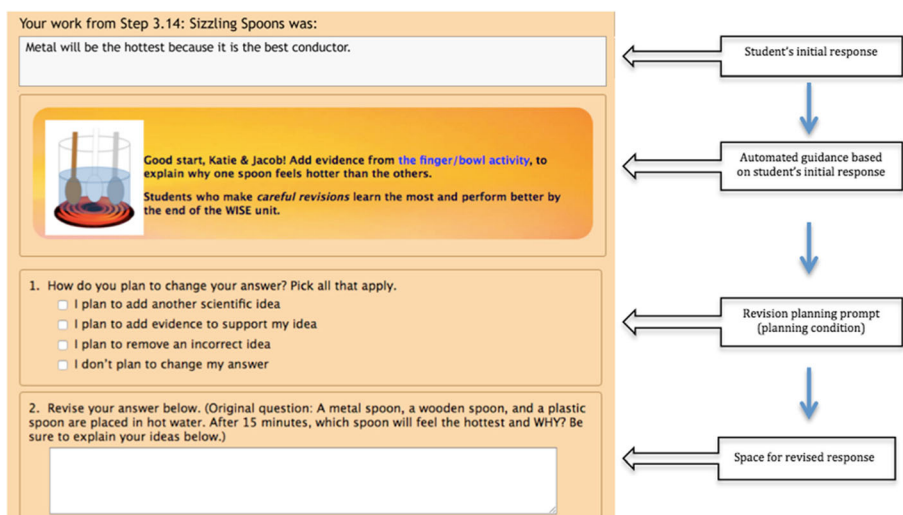 Your work from Step 3.14: Sizzling Spoons was:
Metal will be the hottest because it is the best conductor.
Student's initial response
Good start, Katie & Jacob! Add evidence from the finger/bowl activity, to
explain why one spoon feels hotter than the others.
Students who make careful revisions learn the most and perform better by
the end of the WISE unit.
Automated guidance based
on student's initial response
1. How do you plan to change your answer? Pick all that apply.
I plan to add another scientific idea
I plan to add evidence to support my idea
I plan to remove an incorrect idea
I don't plan to change my answer
Revision planning prompt
(planning condition)
2. Revise your answer below. (Original question: A metal spoon, a wooden spoon, and a plastic
spoon are placed in hot water. After 15 minutes, which spoon will feel the hottest and WHY? Be
sure to explain your ideas below.)
Space for revised response